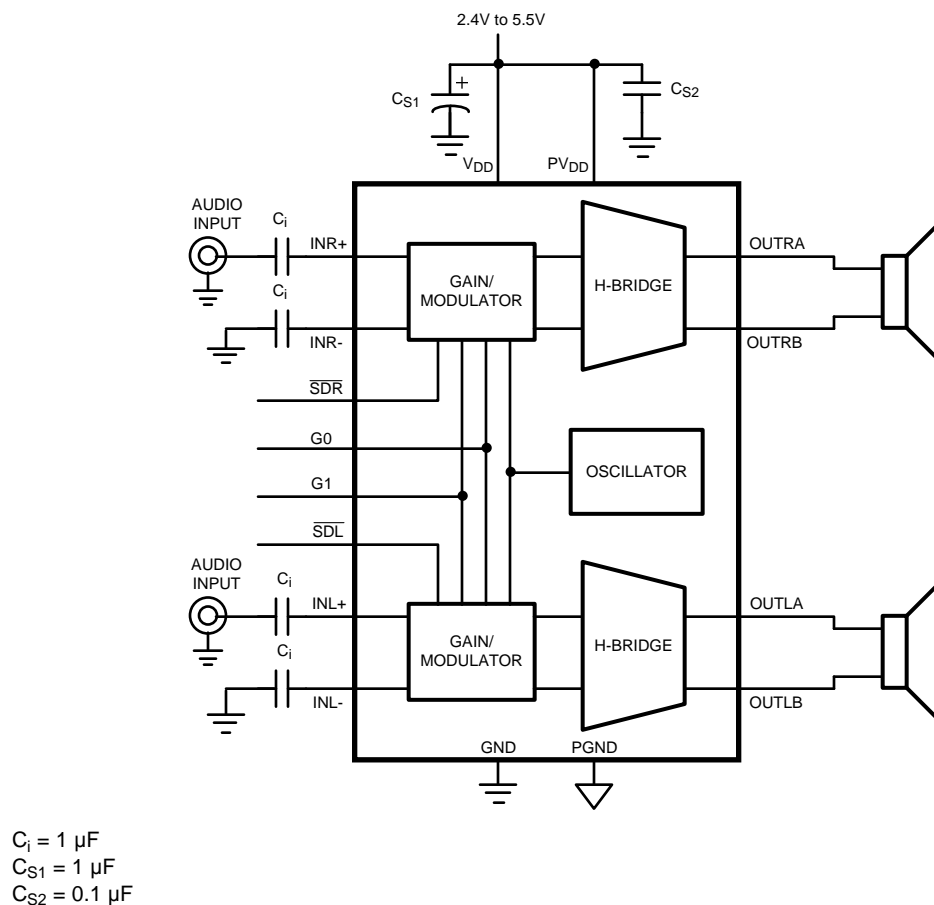 2.4V to 5.5V
+
CS1
CS2
VDD
PVDD
AUDIO
INPUT
Ci
INR+
OUTRA
GAIN/
MODULATOR
H-BRIDGE
Ci
INR-
OUTRB
SDR
G0
OSCILLATOR
G1
SDL
AUDIO
INPUT
Ci
INL+
OUTLA
GAIN/
MODULATOR
H-BRIDGE
Ci
INL-
OUTLB
GND
PGND
Ci = 1 µF
CS1 = 1 µF
CS2 = 0.1 µF